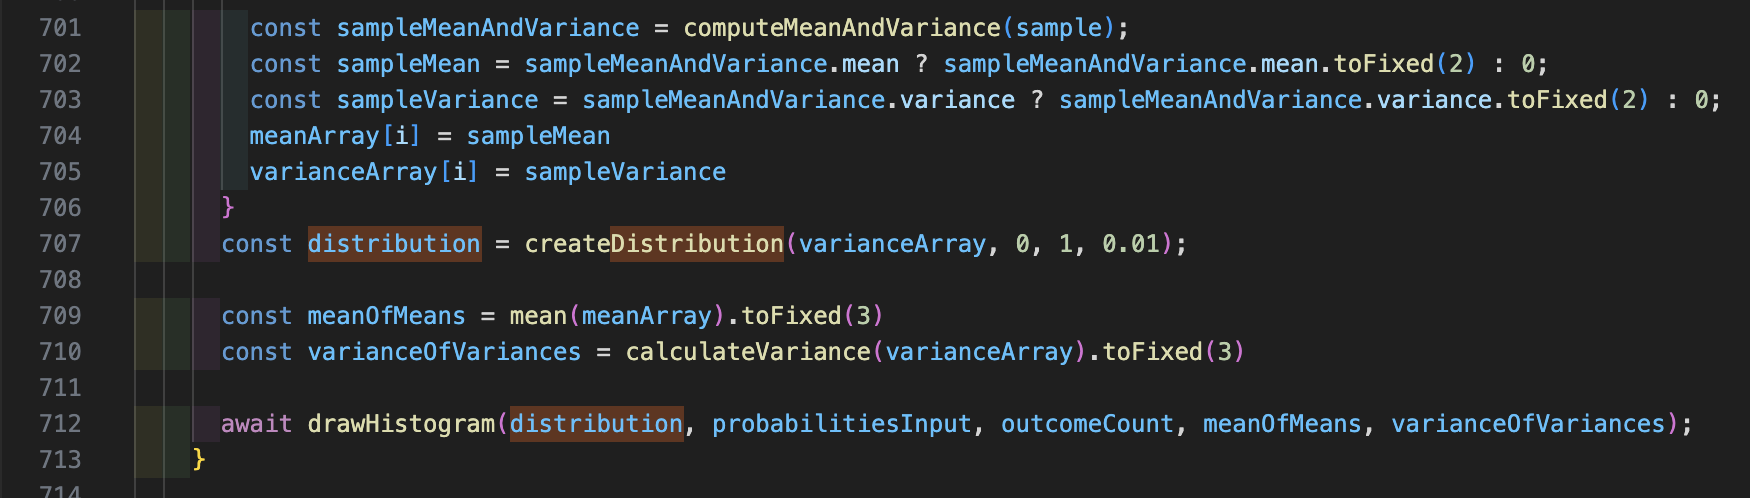 701 const sampleMeanAndVariance = computeMeanAndVariance(sample);
702 const sampleMean = sampleMeanAndVariance.mean ? sampleMeanAndVariance.mean.toFixed(2) : 0;
703 const sampleVariance = sampleMeanAndVariance.variance ? sampleMeanAndVariance.variance.toFixed(2) : 0;
704 meanArray[i] = sampleMean
705 varianceArray[i] = sampleVariance
706 }
707 const distribution = createDistribution(varianceArray, 0, 1, 0.01);
708
709 const meanOfMeans = mean(meanArray).toFixed(3)
710 const varianceOfVariances = calculateVariance(varianceArray).toFixed(3)
711
712 await drawHistogram(distribution, probabilitiesInput, outcomeCount, meanOfMeans, varianceOfVariances);
713 }
714